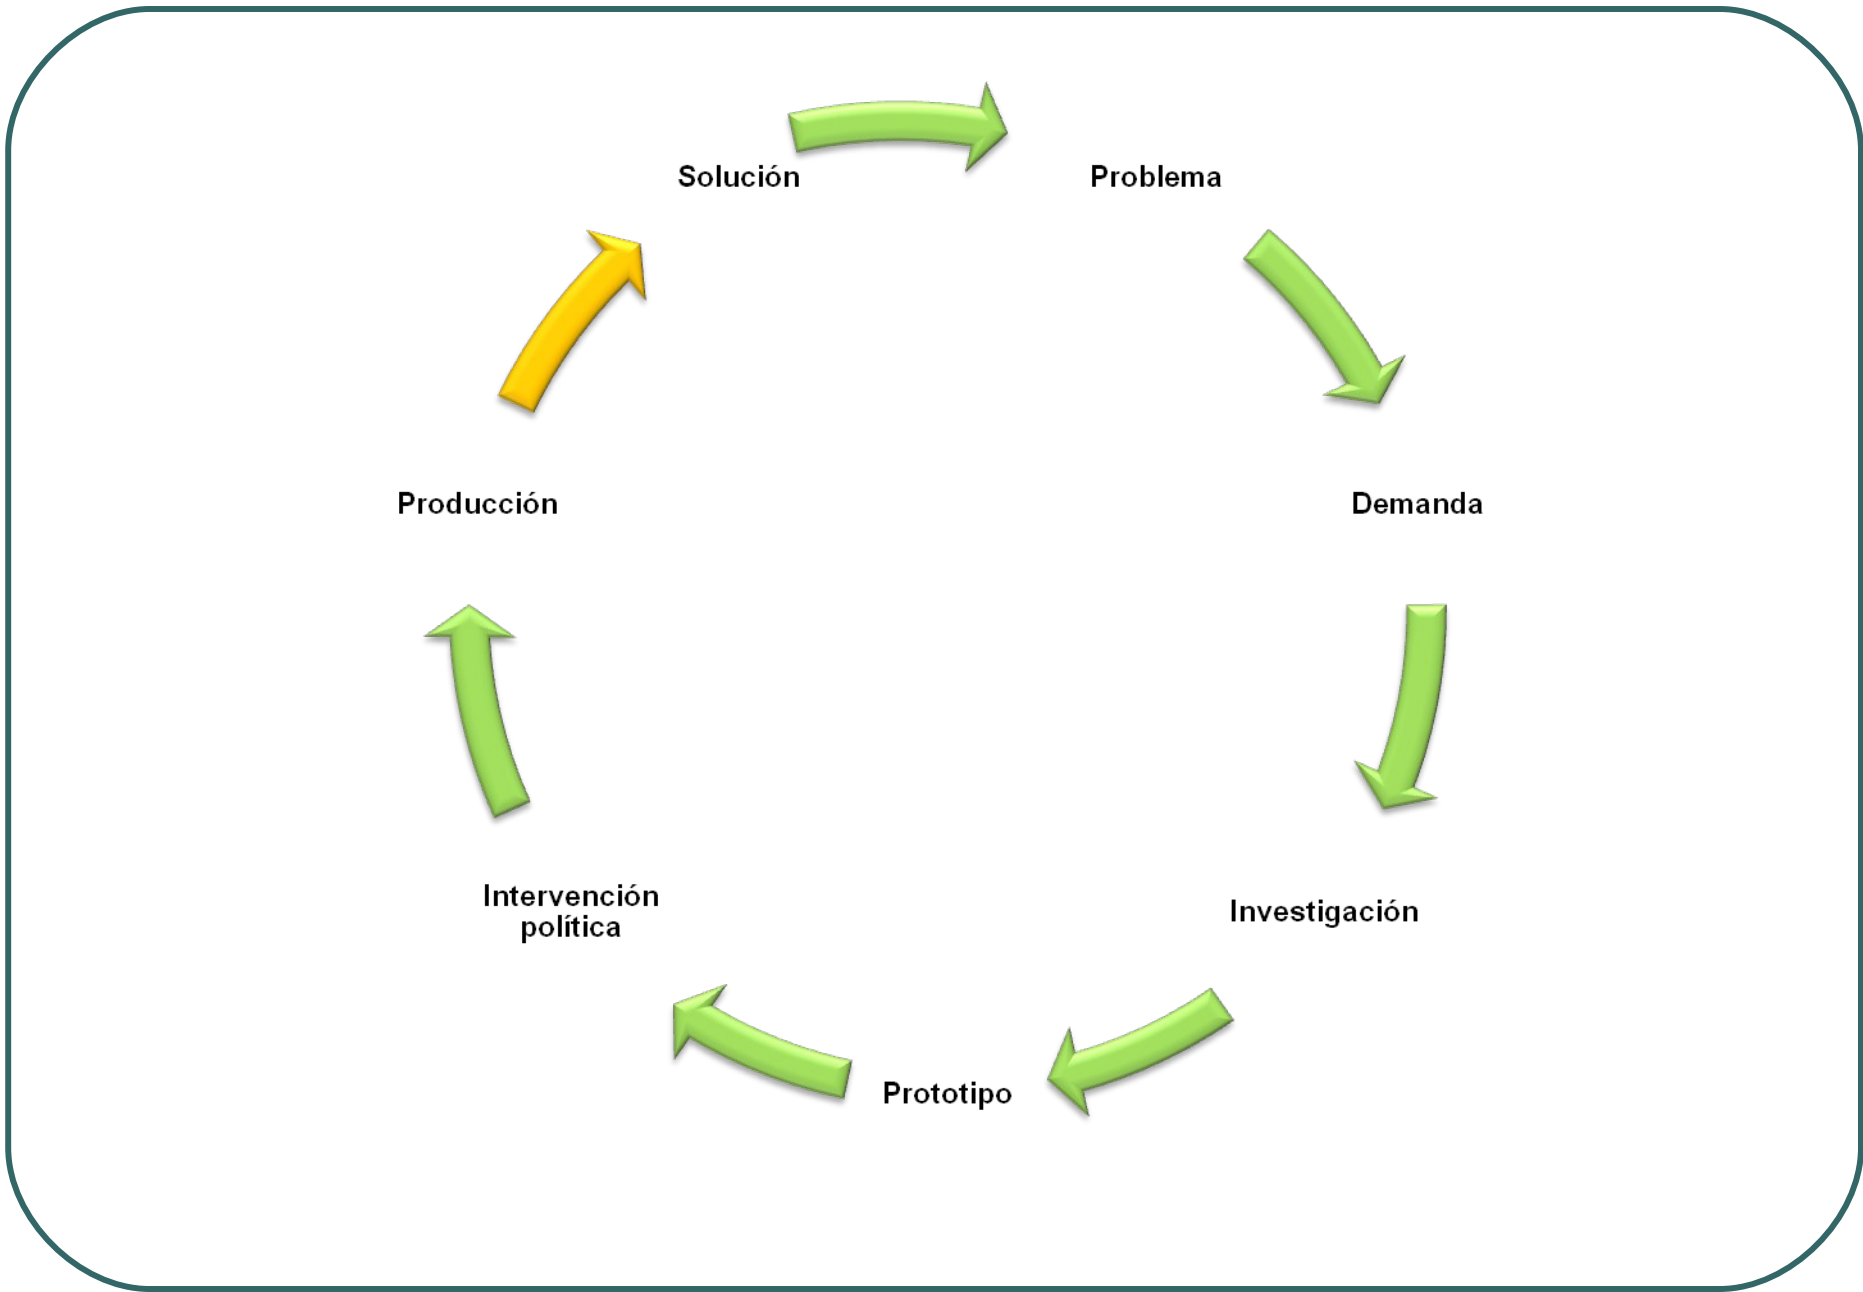 Solución
Problema
Demanda
Investigación
Prototipo
Intervención
política
Producción